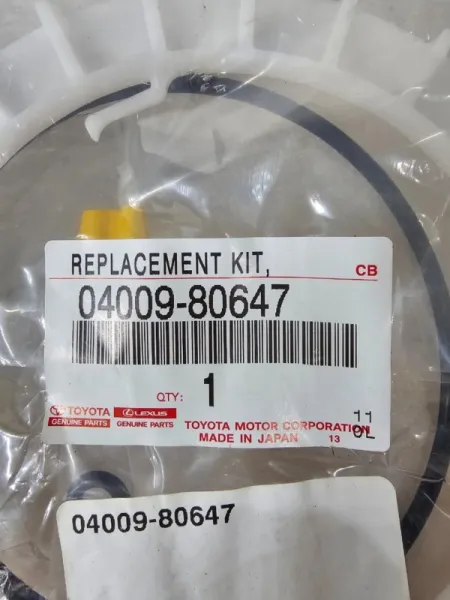 REPLACEMENT KIT,
CB
04009-80647
QTY: 1
TOYOTA LEXUS
GENUINE PARTS GENUINE PARTS
TOYOTA MOTOR CORPORATION
MADE IN JAPAN 13
11
OL
04009-80647